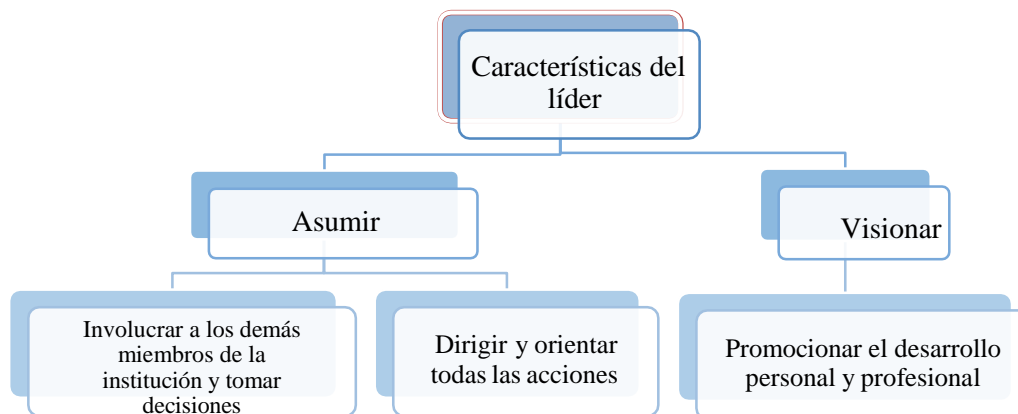 Características del
líder
Asumir
Visionar
Involucrar a los demás
miembros de la
institución y tomar
decisiones
Dirigir y orientar
todas las acciones
Promocionar el desarrollo
personal y profesional